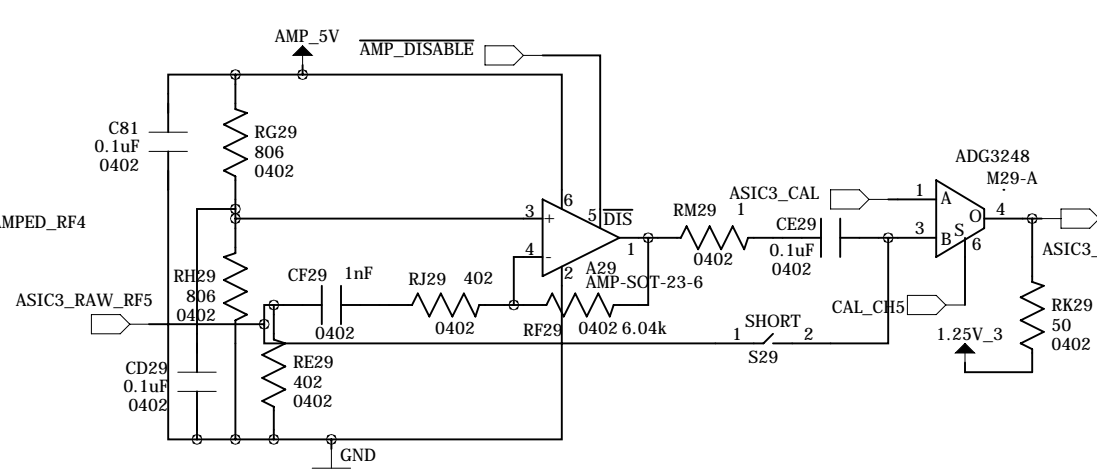 AMP_5V
AMP_DISABLE
C81
0.1uF
0402
RG29
806
0402
ADG3248
M29-A
6
5
DIS
3
+
4
-
1
2
A29
AMP-SOT-23-6
AMPED_RF4
ASIC3_CAL
RM29
1
0402
CE29
0.1uF
0402
1
A
O
4
3
B
S
6
ASIC3_
RH29
806
0402
CF29
1nF
0402
RJ29
402
0402
RF29
0402
6.04k
ASIC3_RAW_RF5
CAL_CH5
RK29
50
0402
1
SHORT
2
S29
1.25V_3
CD29
0.1uF
0402
RE29
402
0402
GND